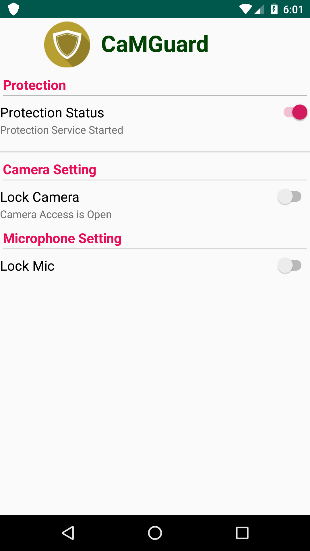 6:01
CaMGuard
Protection
Protection Status
Protection Service Started
Camera Setting
Lock Camera
Camera Access is Open
Microphone Setting
Lock Mic